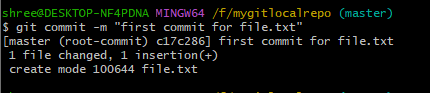 shree@DESKTOP-NF4PDNA MINGW64 /f/mygitlocalrepo (master)
$ git commit -m "first commit for file.txt"
[master (root-commit) c17c286] first commit for file.txt
 1 file changed, 1 insertion(+)
 create mode 100644 file.txt